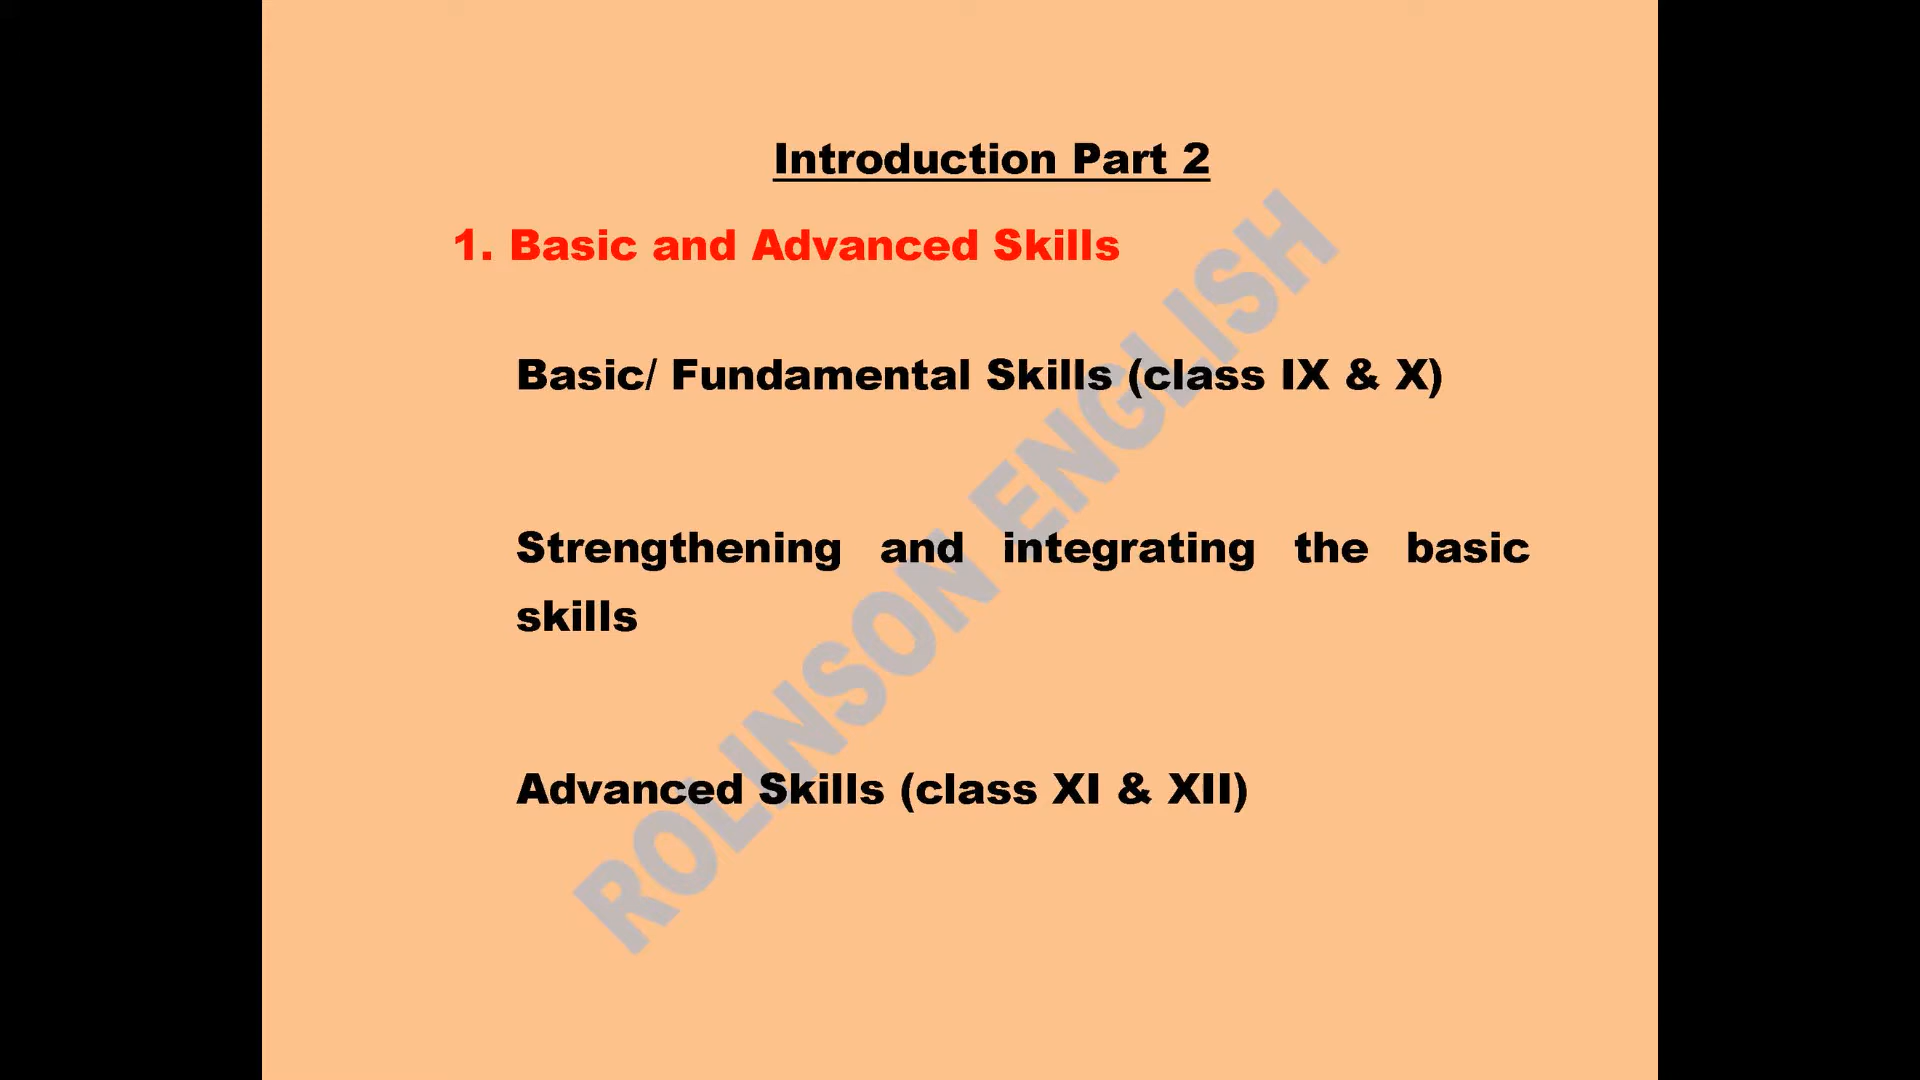 Introduction Part 2
1. Basic and Advanced Skills
Basic/ Fundamental Skills (class IX & X)
Strengthening and integrating the basic
skills
Advanced Skills (class XI & XII)
ROLINSON ENGLISH